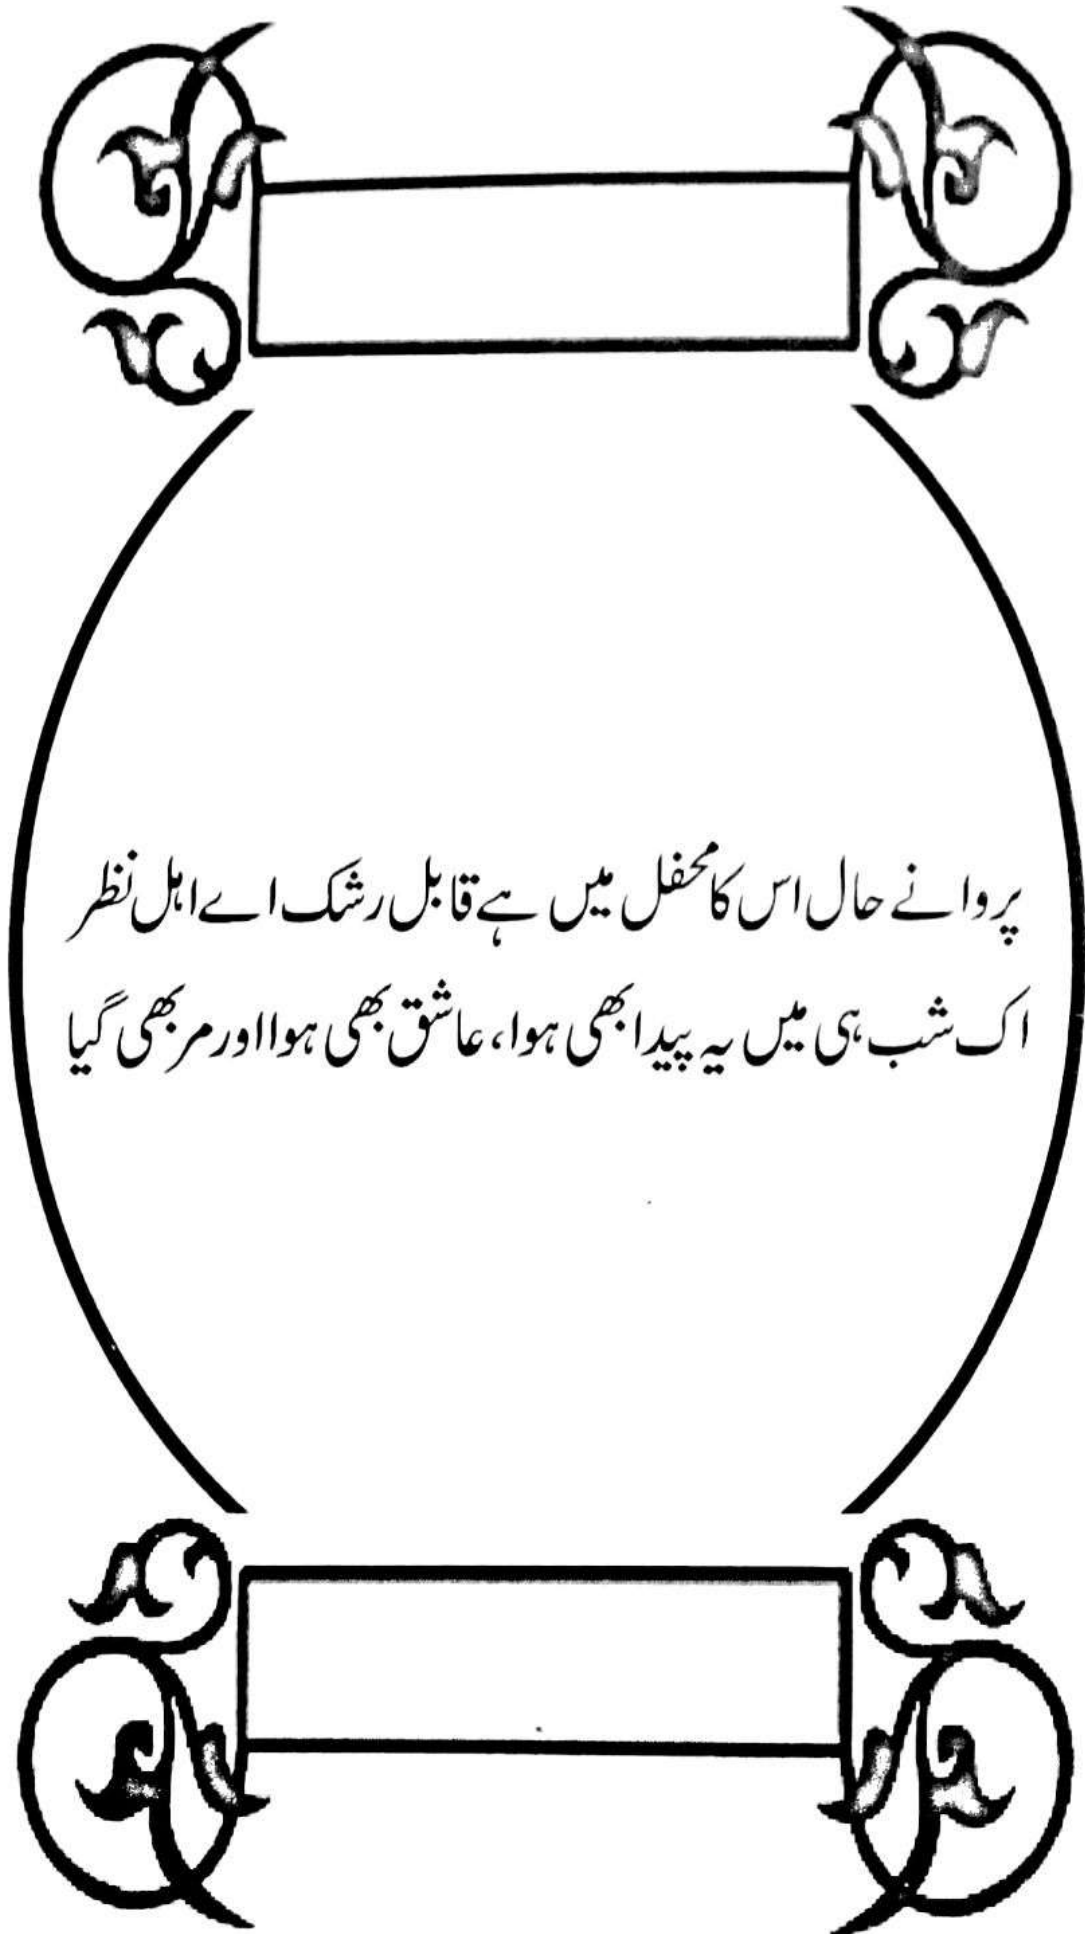 پروانے حال اس کا محفل میں ہے قابل رشک اے اہل نظر
اک شب ہی میں یہ پیدا بھی ہوا، عاشق بھی ہوا اور مر بھی گیا